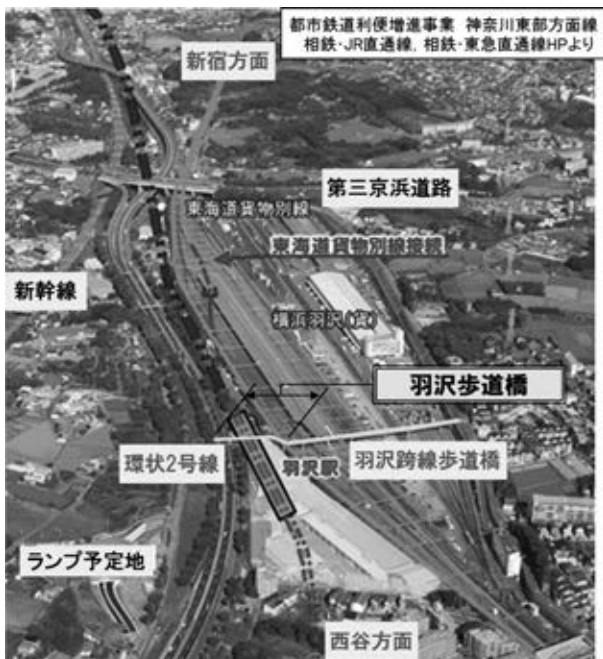 都市鉄道利便増進事業 神奈川東部方面線
相鉄・JR直通線，相鉄・東急直通線HPより
新宿方面
第三京浜道路
東海道貨物別線
東海道貨物別線接続
新幹線
横浜羽沢(貨)
羽沢歩道橋
環状2号線
羽沢駅
羽沢跨線歩道橋
ランプ予定地
西谷方面